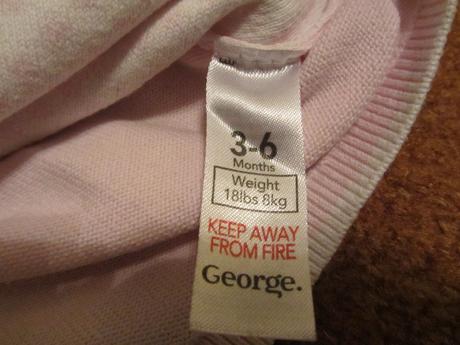 3-6
Months
Weight
18lbs 8kg
KEEP AWAY
FROM FIRE
George.